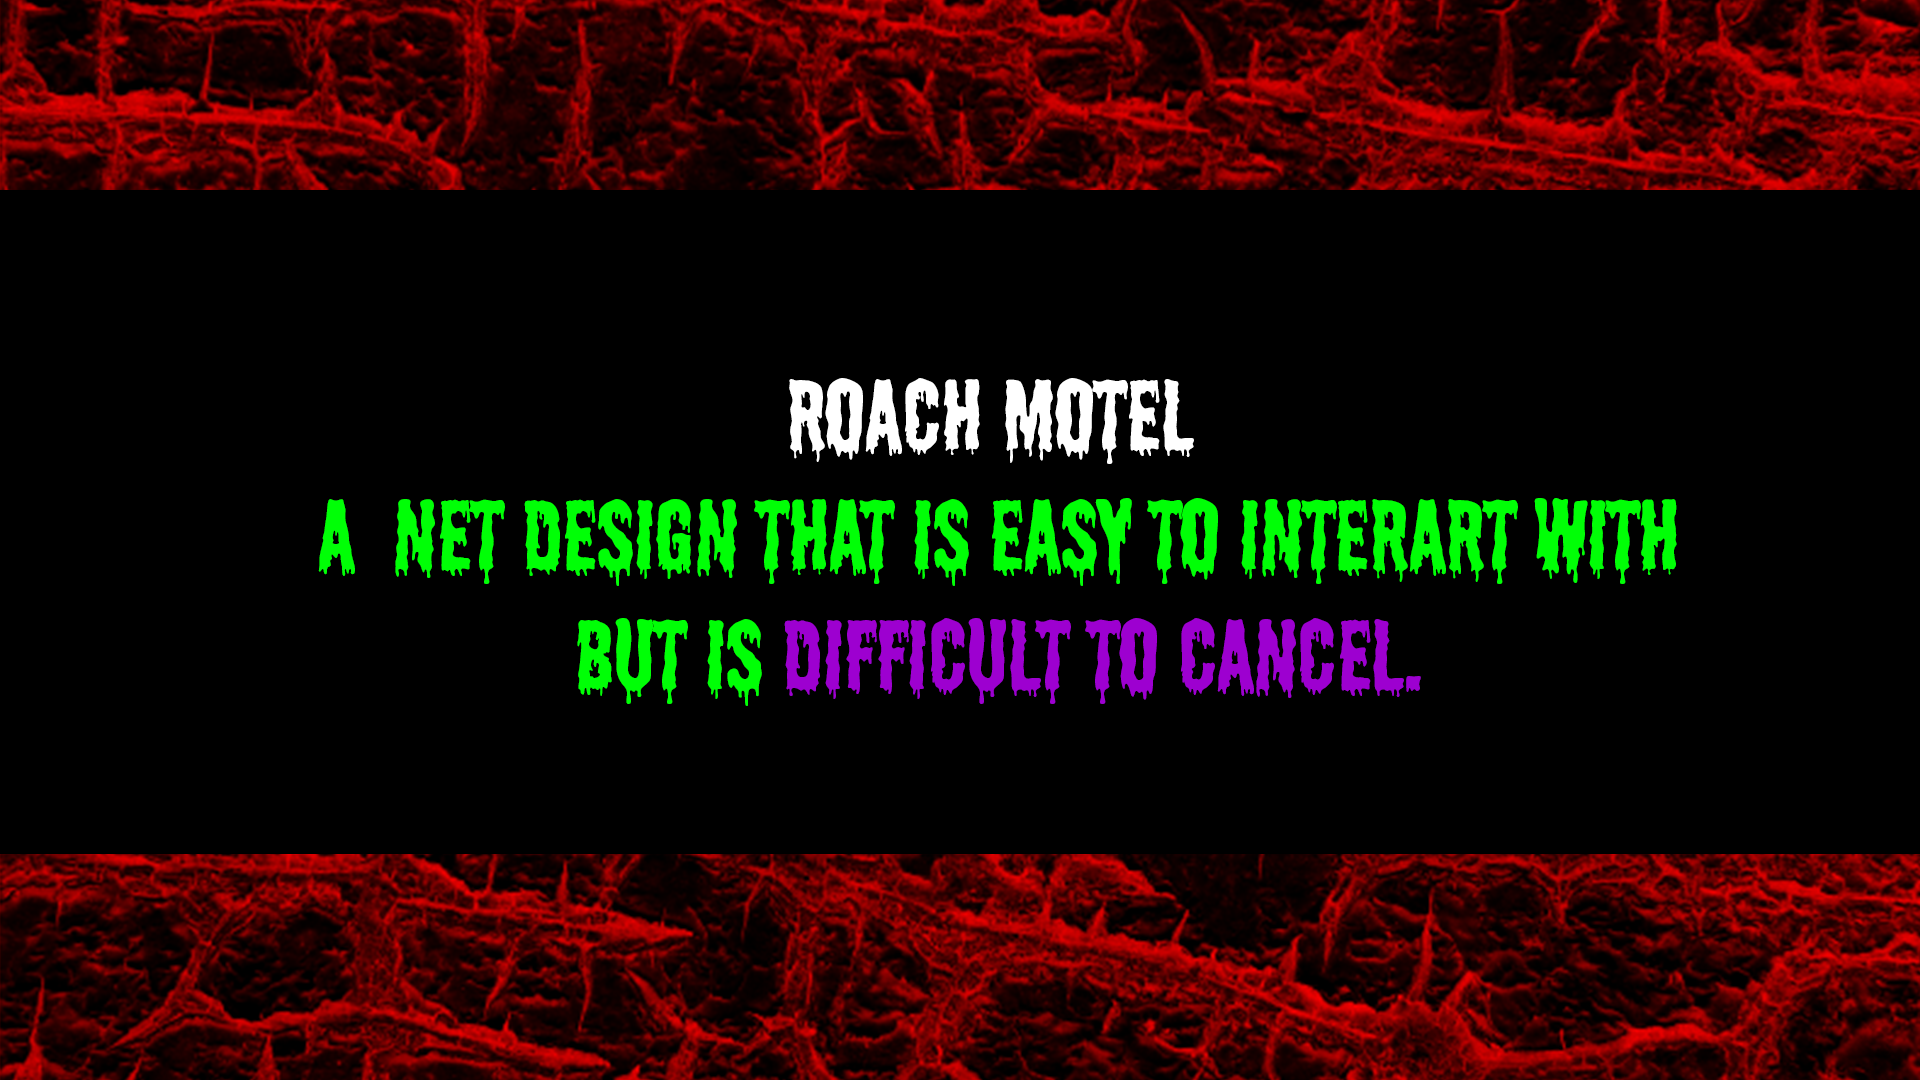 ROACH MOTEL
A NET DESIGN THAT IS EASY TO INTERART WITH
BUT IS DIFFICULT TO CANCEL.